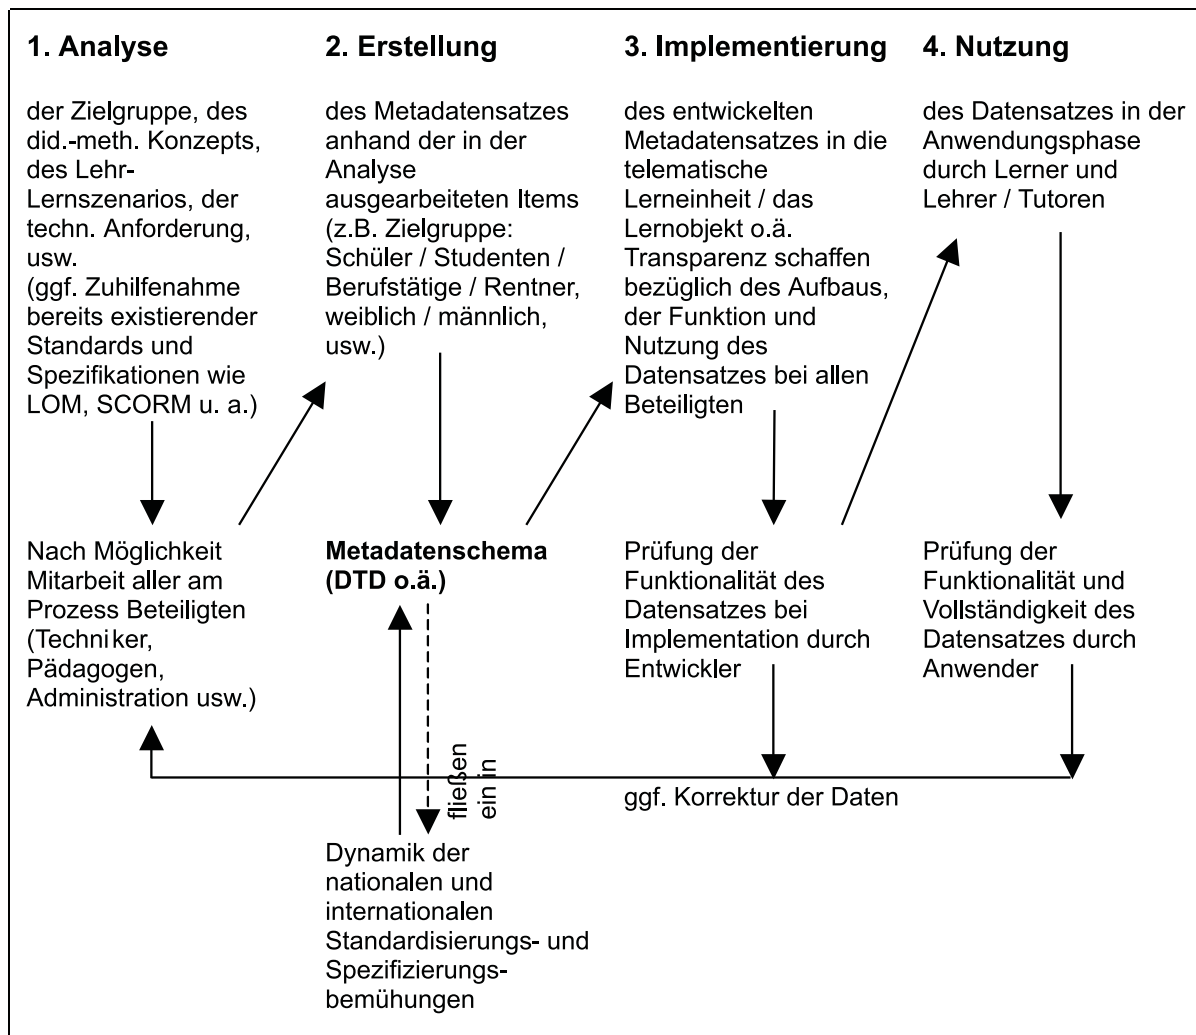 1. Analyse
der Zielgruppe, des
did.-meth. Konzepts,
des Lehr-
Lernszenarios, der
techn. Anforderung,
usw.
(ggf. Zuhilfenahme
bereits existierender
Standards und
Spezifikationen wie
LOM, SCORM u. a.)
Nach Möglichkeit
Mitarbeit aller am
Prozess Beteiligten
(Techniker,
Pädagogen,
Administration usw.)
2. Erstellung
des Metadatensatzes
anhand der in der
Analyse
ausgearbeiteten Items
(z.B. Zielgruppe:
Schüler / Studenten /
Berufstätige / Rentner,
weiblich / männlich,
usw.)
Metadatenschema
(DTD o.ä.)
fließen
ein in
Dynamik der
nationalen und
internationalen
Standardisierungs- und
Spezifizierungs-
bemühungen
3. Implementierung
des entwickelten
Metadatensatzes in die
telematische
Lerneinheit / das
Lernobjekt o.ä.
Transparenz schaffen
bezüglich des Aufbaus,
der Funktion und
Nutzung des
Datensatzes bei allen
Beteiligten
Prüfung der
Funktionalität des
Datensatzes bei
Implementation durch
Entwickler
ggf. Korrektur der Daten
4. Nutzung
des Datensatzes in der
Anwendungsphase
durch Lerner und
Lehrer / Tutoren
Prüfung der
Funktionalität und
Vollständigkeit des
Datensatzes durch
Anwender